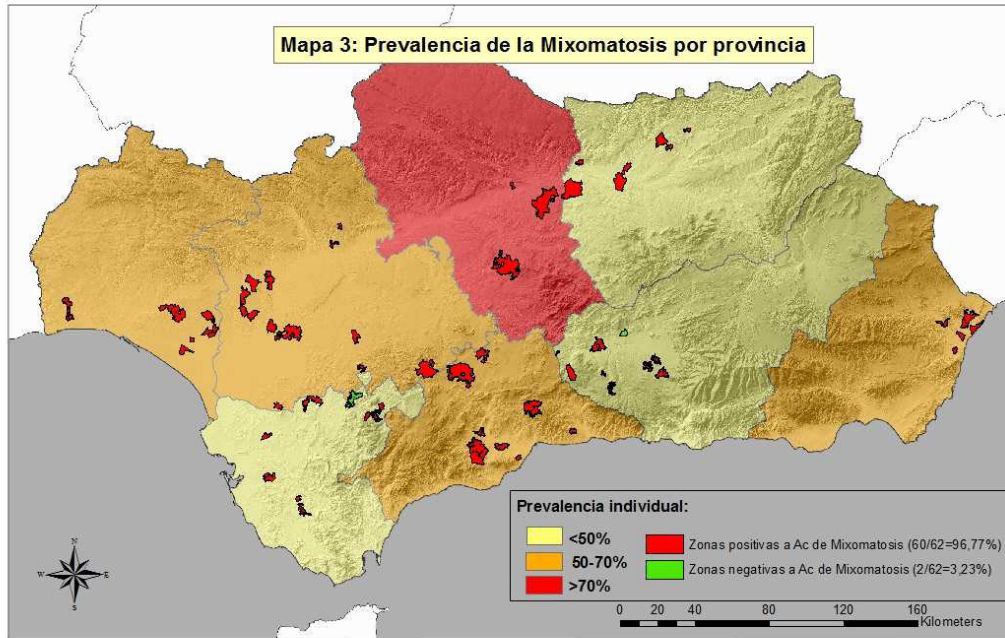 Mapa 3: Prevalencia de la Mixomatosis por provincia
Prevalencia individual:
<50%
50-70%
>70%
Zonas positivas a Ac de Mixomatosis (60/62=96,77%)
Zonas negativas a Ac de Mixomatosis (2/62=3,23%)
N
W E
S
0 20 40 80 120 160
Kilometers